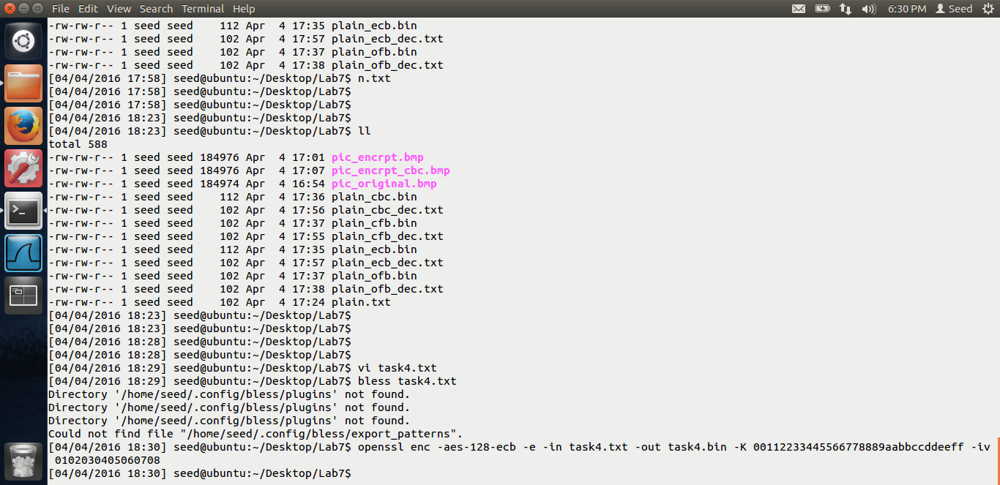 File Edit View Search Terminal Help 6:30 PM Seed
-rw-rw-r-- 1 seed seed    112 Apr  4 17:35 plain_ecb.bin
-rw-rw-r-- 1 seed seed    102 Apr  4 17:57 plain_ecb_dec.txt
-rw-rw-r-- 1 seed seed    102 Apr  4 17:37 plain_ofb.bin
-rw-rw-r-- 1 seed seed    102 Apr  4 17:38 plain_ofb_dec.txt
[04/04/2016 17:58] seed@ubuntu:~/Desktop/Lab7$ n.txt
[04/04/2016 17:58] seed@ubuntu:~/Desktop/Lab7$
[04/04/2016 17:58] seed@ubuntu:~/Desktop/Lab7$
[04/04/2016 18:23] seed@ubuntu:~/Desktop/Lab7$
[04/04/2016 18:23] seed@ubuntu:~/Desktop/Lab7$ ll
total 588
-rw-rw-r-- 1 seed seed 184976 Apr  4 17:01 pic_encrpt.bmp
-rw-rw-r-- 1 seed seed 184976 Apr  4 17:07 pic_encrpt_cbc.bmp
-rw-rw-r-- 1 seed seed 184974 Apr  4 16:54 pic_original.bmp
-rw-rw-r-- 1 seed seed    112 Apr  4 17:36 plain_cbc.bin
-rw-rw-r-- 1 seed seed    102 Apr  4 17:56 plain_cbc_dec.txt
-rw-rw-r-- 1 seed seed    102 Apr  4 17:37 plain_cfb.bin
-rw-rw-r-- 1 seed seed    102 Apr  4 17:55 plain_cfb_dec.txt
-rw-rw-r-- 1 seed seed    112 Apr  4 17:35 plain_ecb.bin
-rw-rw-r-- 1 seed seed    102 Apr  4 17:57 plain_ecb_dec.txt
-rw-rw-r-- 1 seed seed    102 Apr  4 17:37 plain_ofb.bin
-rw-rw-r-- 1 seed seed    102 Apr  4 17:38 plain_ofb_dec.txt
-rw-rw-r-- 1 seed seed    102 Apr  4 17:24 plain.txt
[04/04/2016 18:23] seed@ubuntu:~/Desktop/Lab7$
[04/04/2016 18:23] seed@ubuntu:~/Desktop/Lab7$
[04/04/2016 18:28] seed@ubuntu:~/Desktop/Lab7$
[04/04/2016 18:28] seed@ubuntu:~/Desktop/Lab7$
[04/04/2016 18:29] seed@ubuntu:~/Desktop/Lab7$ vi task4.txt
[04/04/2016 18:29] seed@ubuntu:~/Desktop/Lab7$ bless task4.txt
Directory '/home/seed/.config/bless/plugins' not found.
Directory '/home/seed/.config/bless/plugins' not found.
Directory '/home/seed/.config/bless/plugins' not found.
Could not find file "/home/seed/.config/bless/export_patterns".
[04/04/2016 18:30] seed@ubuntu:~/Desktop/Lab7$ openssl enc -aes-128-ecb -e -in task4.txt -out task4.bin -K 00112233445566778889aabbccddeeff -iv
 0102030405060708
[04/04/2016 18:30] seed@ubuntu:~/Desktop/Lab7$